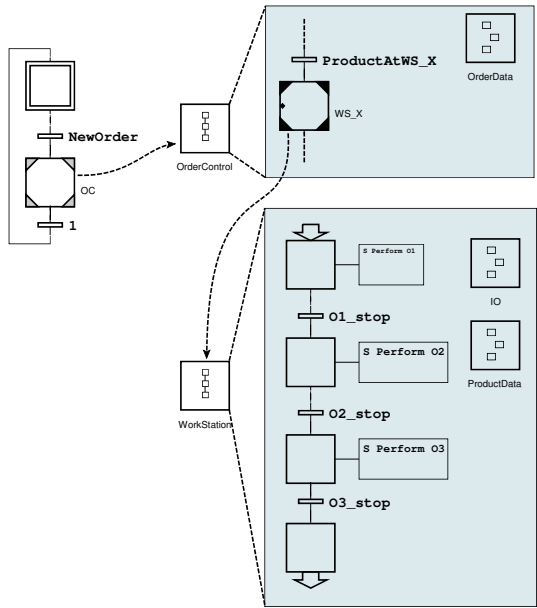 ProductAtWS_X
OrderData
WS_X
NewOrder
OrderControl
OC
1
S Perform O1
IO
O1_stop
S Perform O2
ProductData
WorkStation
O2_stop
S Perform O3
O3_stop